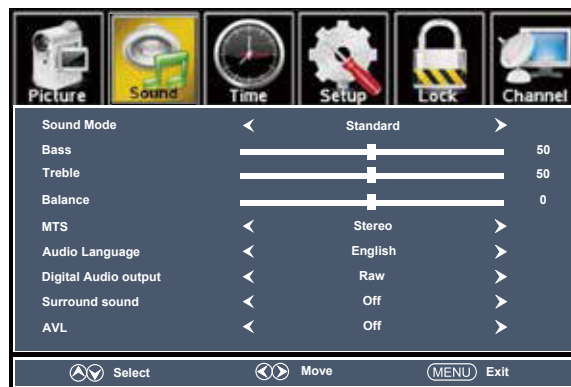 Picture Sound Time Setup Lock Channel
Sound Mode Standard
Bass 50
Treble 50
Balance 0
MTS Stereo
Audio Language English
Digital Audio output Raw
Surround sound Off
AVL Off
Select Move MENU Exit